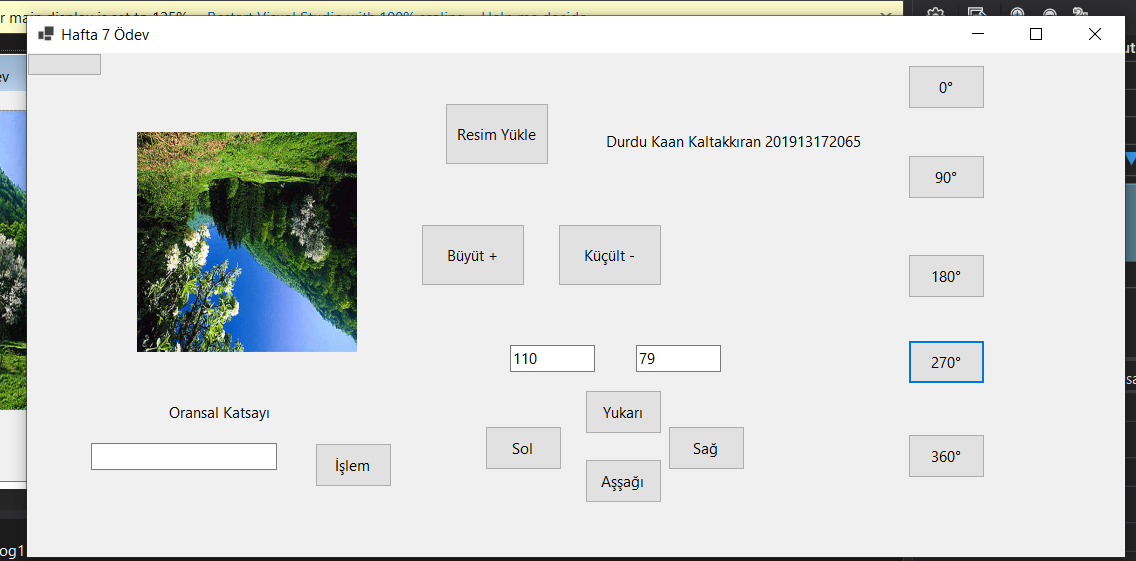 r main display is set to 125%. Restart Visual Studio with 100% scaling Help me decide
Hafta 7 Ödev
ev
0°
Resim Yükle
Durdu Kaan Kaltakkıran 201913172065
90°
Büyüt +
Küçült -
180°
110
79
270°
Oransal Katsayı
Yukarı
Sol
Sağ
İşlem
Aşşağı
360°
og1